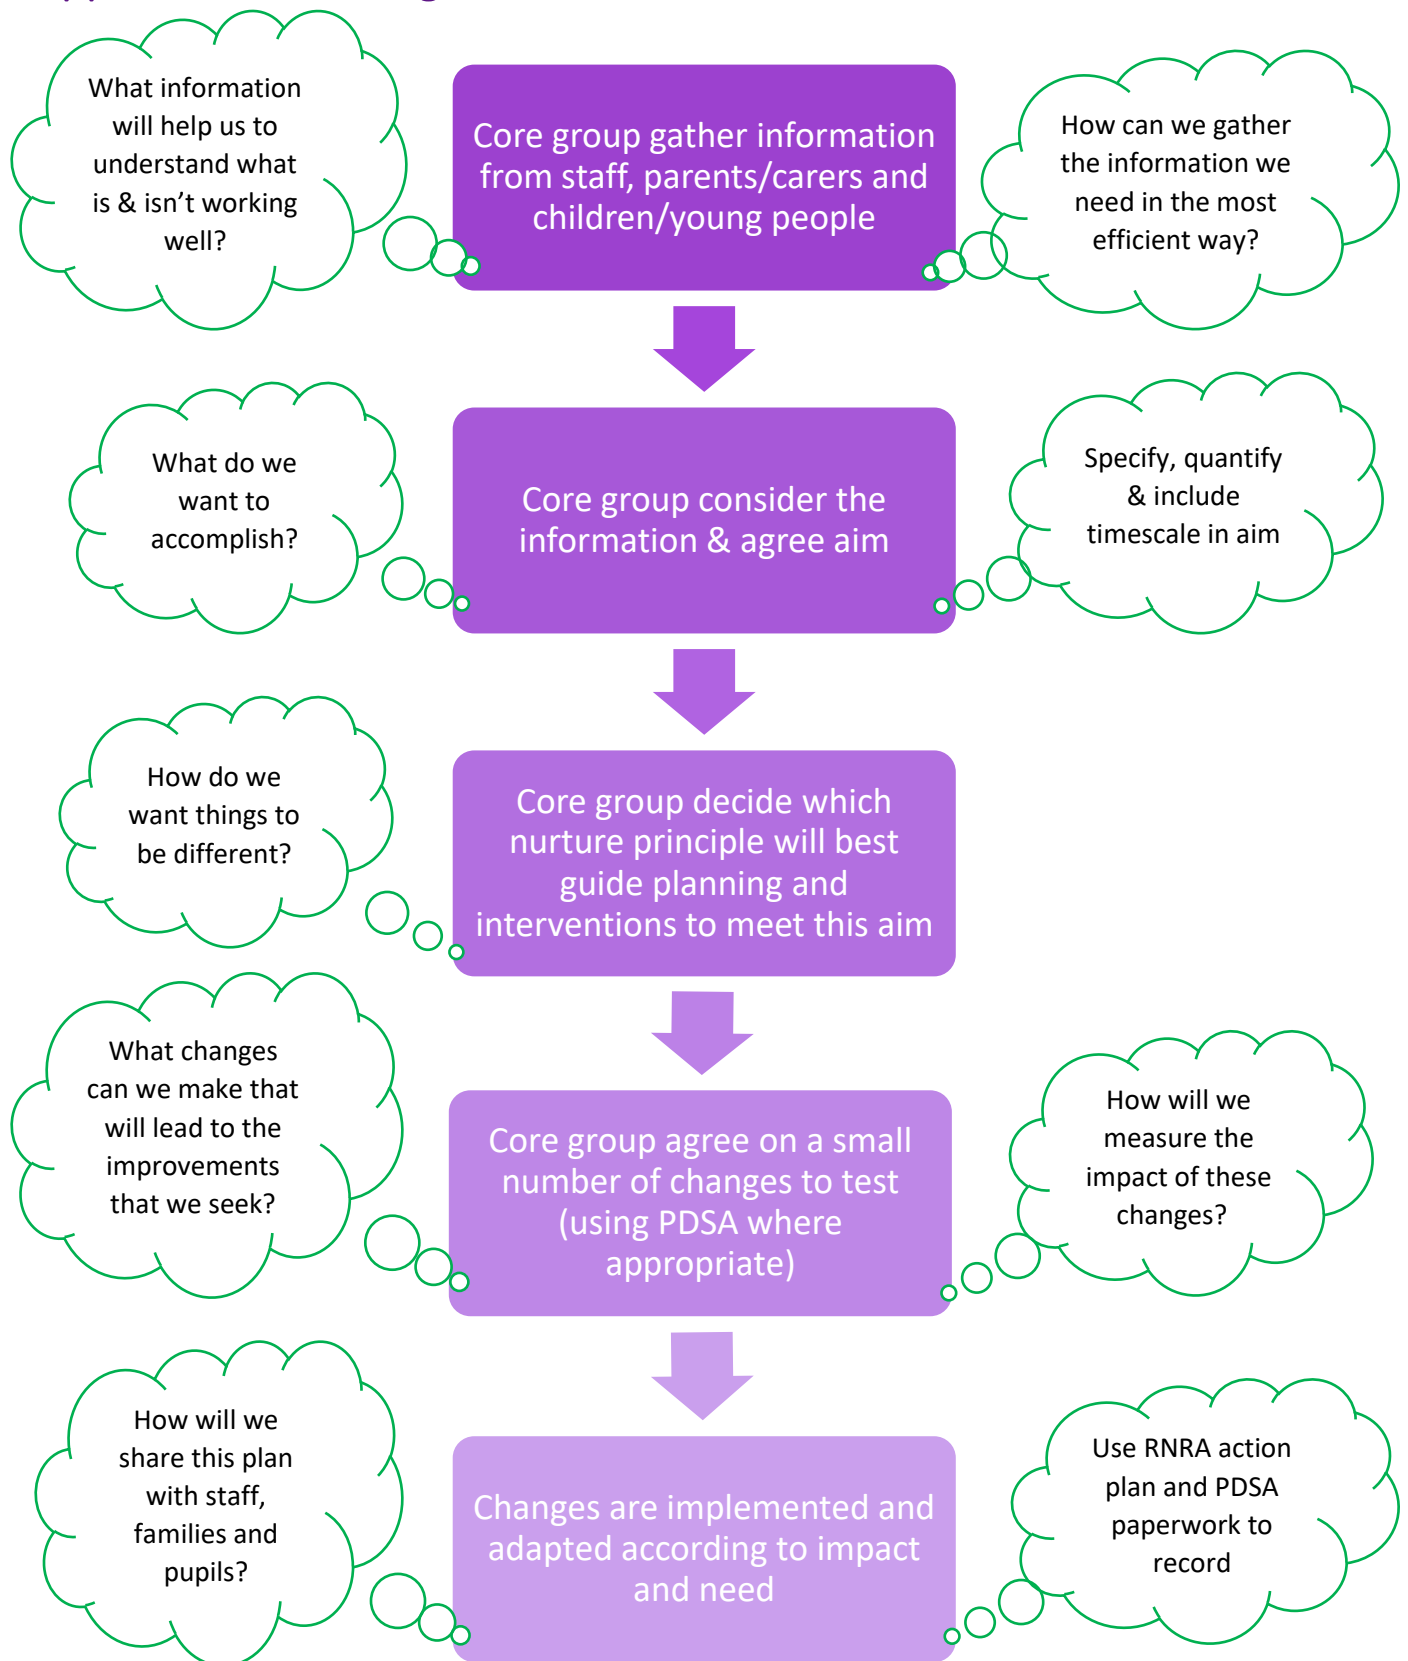 What information
will help us to
understand what
is & isn’t working
well?
Core group gather information
from staff, parents/carers and
children/young people
How can we gather
the information we
need in the most
efficient way?
What do we
want to
accomplish?
Core group consider the
information & agree aim
Specify, quantify
& include
timescale in aim
How do we
want things to
be different?
Core group decide which
nurture principle will best
guide planning and
interventions to meet this aim
What changes
can we make that
will lead to the
improvements
that we seek?
Core group agree on a small
number of changes to test
(using PDSA where
appropriate)
How will we
measure the
impact of these
changes?
How will we
share this plan
with staff,
families and
pupils?
Changes are implemented and
adapted according to impact
and need
Use RNRA action
plan and PDSA
paperwork to
record